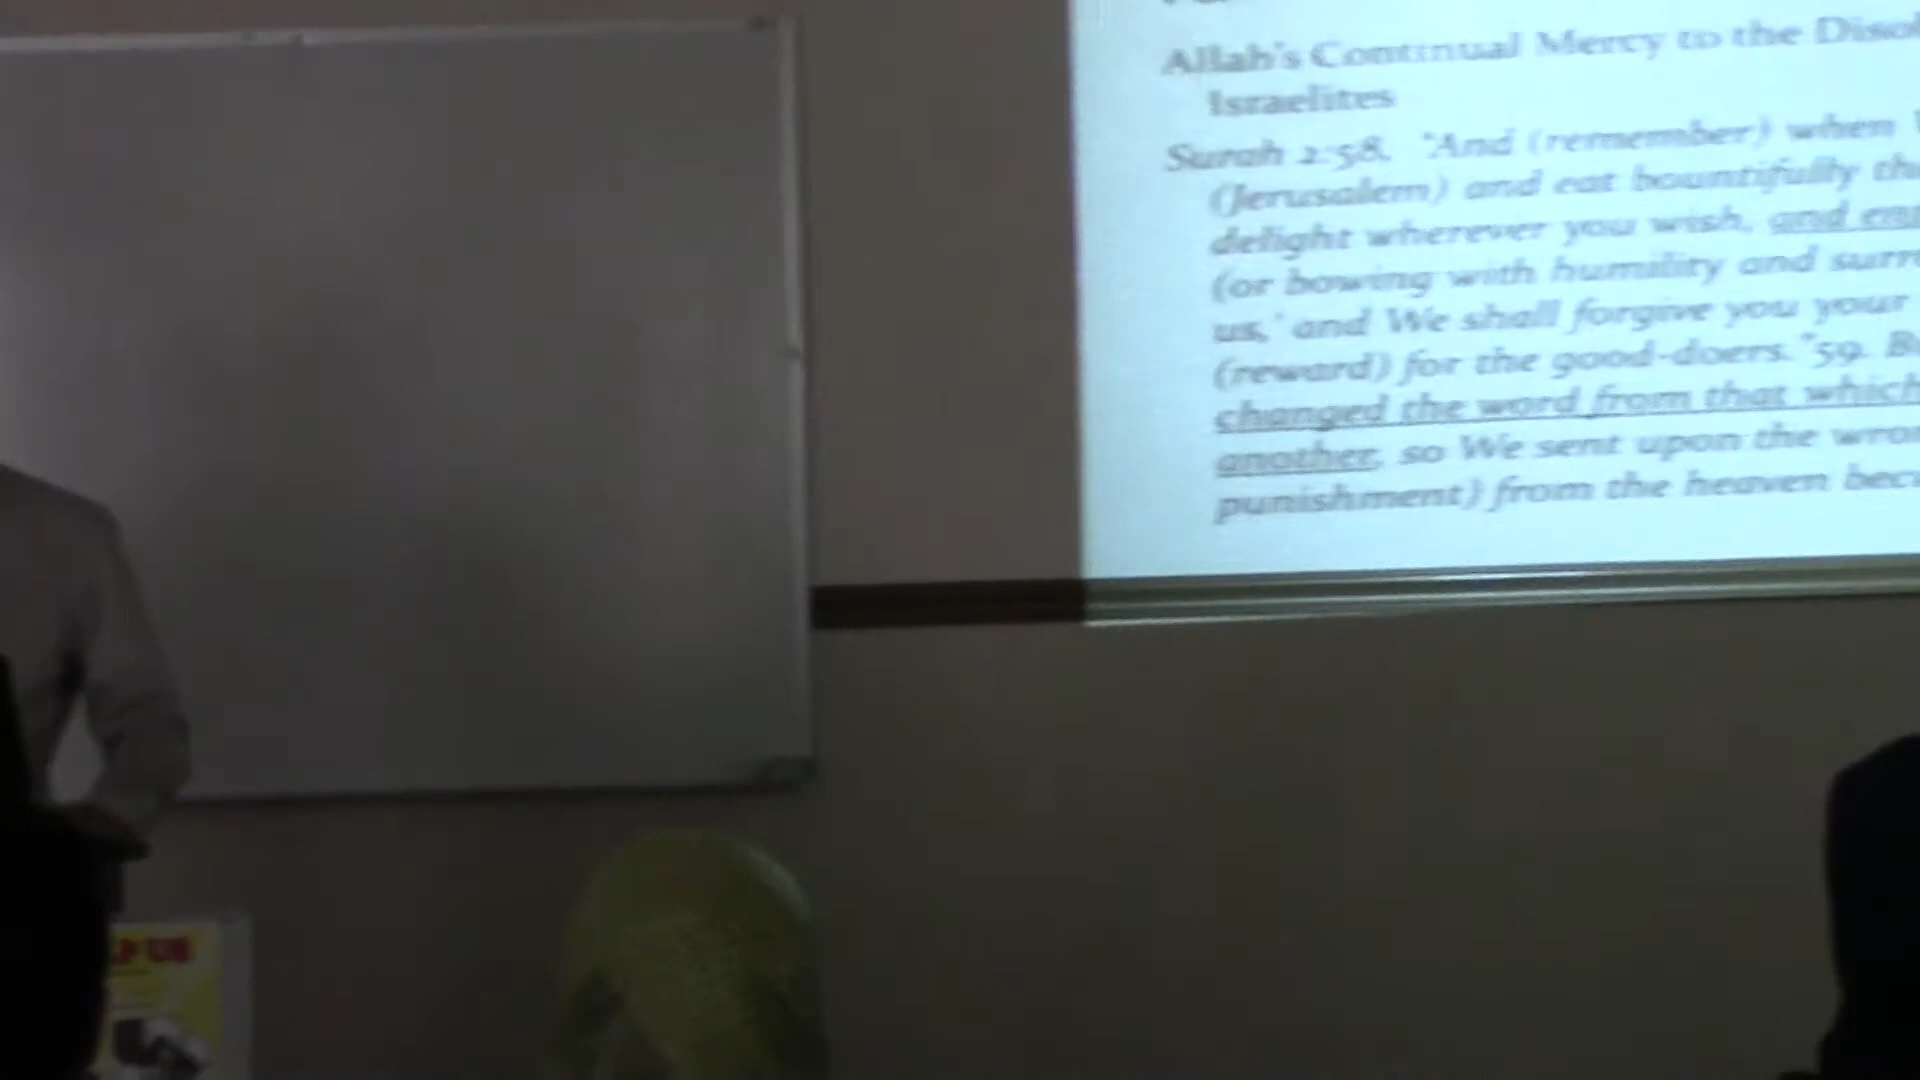 Allah's Continual Mercy to the
Israelites
Surah 2:58, "And (remember) when
(Jerusalem) and eat bountifully
delight wherever you wish, and
(or bowing with humility and
us,' and We shall forgive you your
(reward) for the good-doers."59.
changed the word from that which
another, so We sent upon the
punishment) from the heaven
US